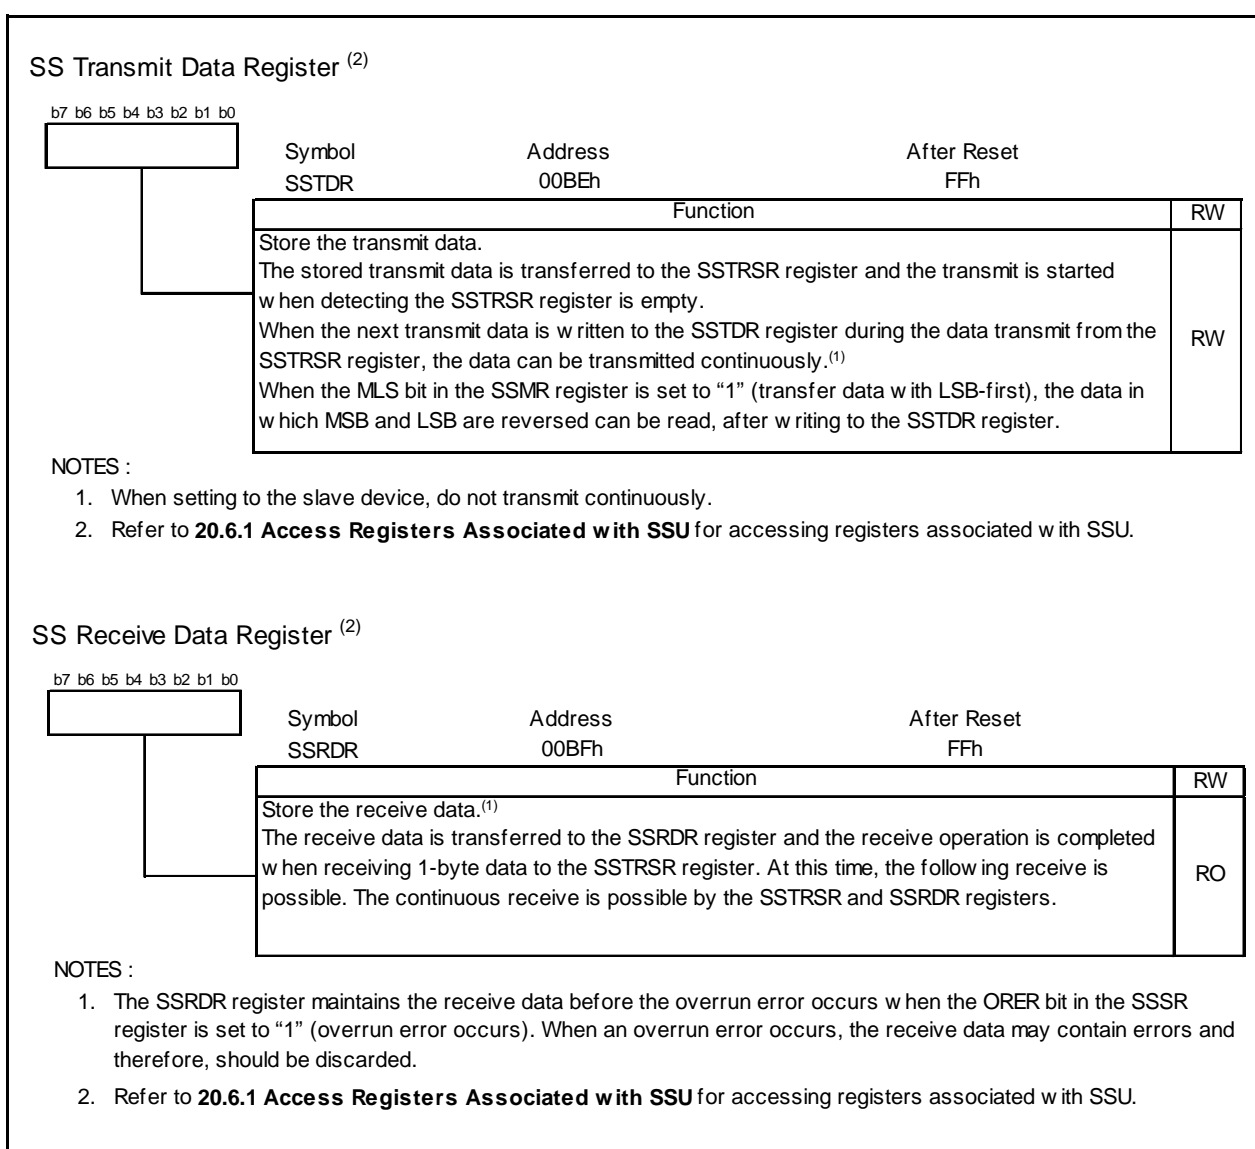 SS Transmit Data Register (2)
b7 b6 b5 b4 b3 b2 b1 b0
Symbol Address After Reset
SSTDR 00BEh FFh
Function RW
Store the transmit data.
The stored transmit data is transferred to the SSTRSR register and the transmit is started
when detecting the SSTRSR register is empty.
When the next transmit data is written to the SSTDR register during the data transmit from the
SSTRSR register, the data can be transmitted continuously.(1)
When the MLS bit in the SSMR register is set to “1” (transfer data with LSB-first), the data in
which MSB and LSB are reversed can be read, after writing to the SSTDR register.
RW
NOTES :
1. When setting to the slave device, do not transmit continuously.
2. Refer to 20.6.1 Access Registers Associated with SSU for accessing registers associated with SSU.
SS Receive Data Register (2)
b7 b6 b5 b4 b3 b2 b1 b0
Symbol Address After Reset
SSRDR 00BFh FFh
Function RW
Store the receive data.(1)
The receive data is transferred to the SSRDR register and the receive operation is completed
when receiving 1-byte data to the SSTRSR register. At this time, the following receive is
possible. The continuous receive is possible by the SSTRSR and SSRDR registers.
RO
NOTES :
1. The SSRDR register maintains the receive data before the overrun error occurs when the ORER bit in the SSSR
register is set to “1” (overrun error occurs). When an overrun error occurs, the receive data may contain errors and
therefore, should be discarded.
2. Refer to 20.6.1 Access Registers Associated with SSU for accessing registers associated with SSU.